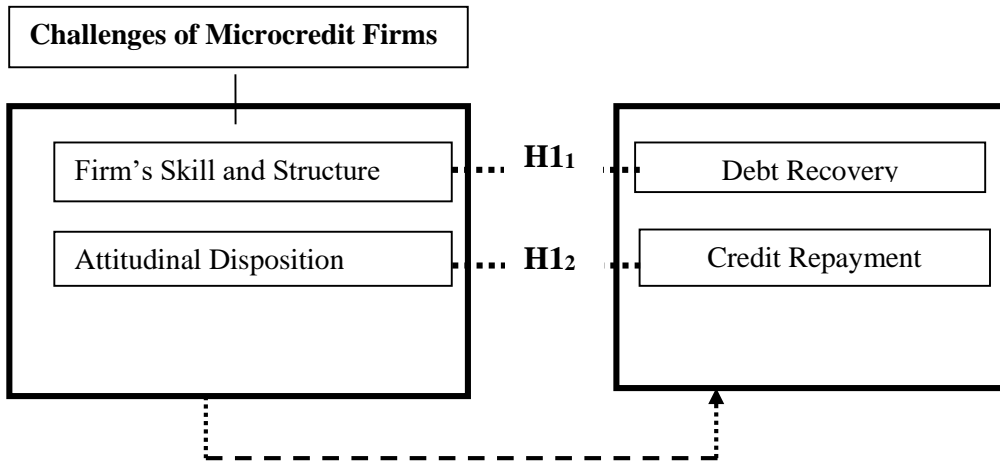 Challenges of Microcredit Firms
Firm's Skill and Structure
H1₁
Debt Recovery
Attitudinal Disposition
H1₂
Credit Repayment